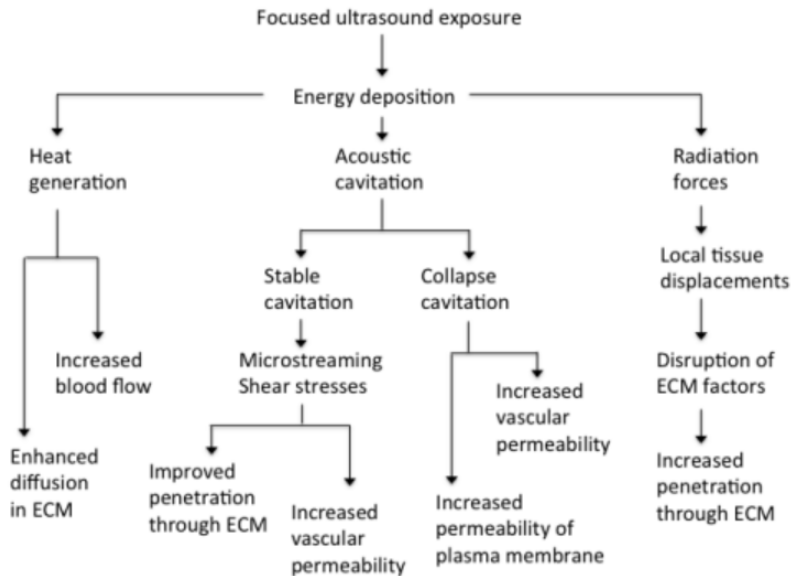 Focused ultrasound exposure
Energy deposition
Heat
generation
Acoustic
cavitation
Radiation
forces
Stable
cavitation
Collapse
cavitation
Local tissue
displacements
Increased
blood flow
Microstreaming
Shear stresses
Increased
vascular
permeability
Disruption of
ECM factors
Enhanced
diffusion
in ECM
Improved
penetration
through ECM
Increased
vascular
permeability
Increased
permeability of
plasma membrane
Increased
penetration
through ECM